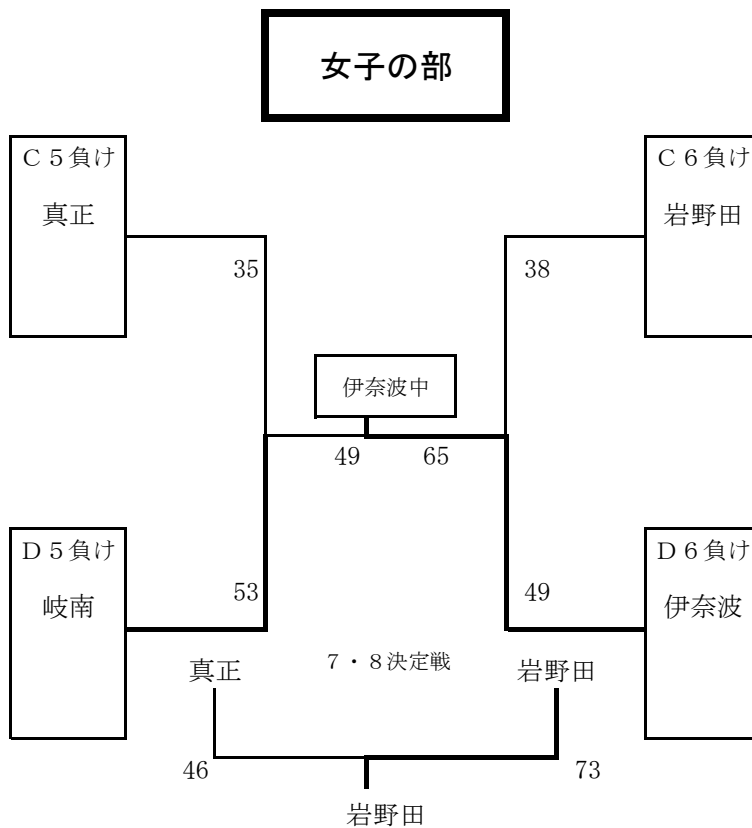 女子の部
Ｃ５負け
真正
Ｃ６負け
岩野田
35
38
伊奈波中
49
65
Ｄ５負け
岐南
53
49
Ｄ６負け
伊奈波
真正
７・８決定戦
岩野田
46
73
岩野田